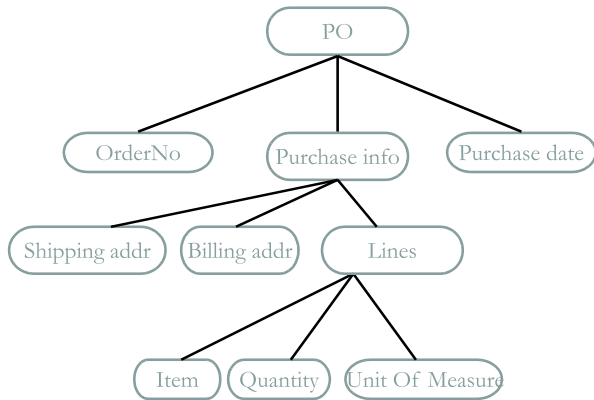 PO
OrderNo
Purchase info
Purchase date
Shipping addr
Billing addr
Lines
Item
Quantity
Unit Of Measure